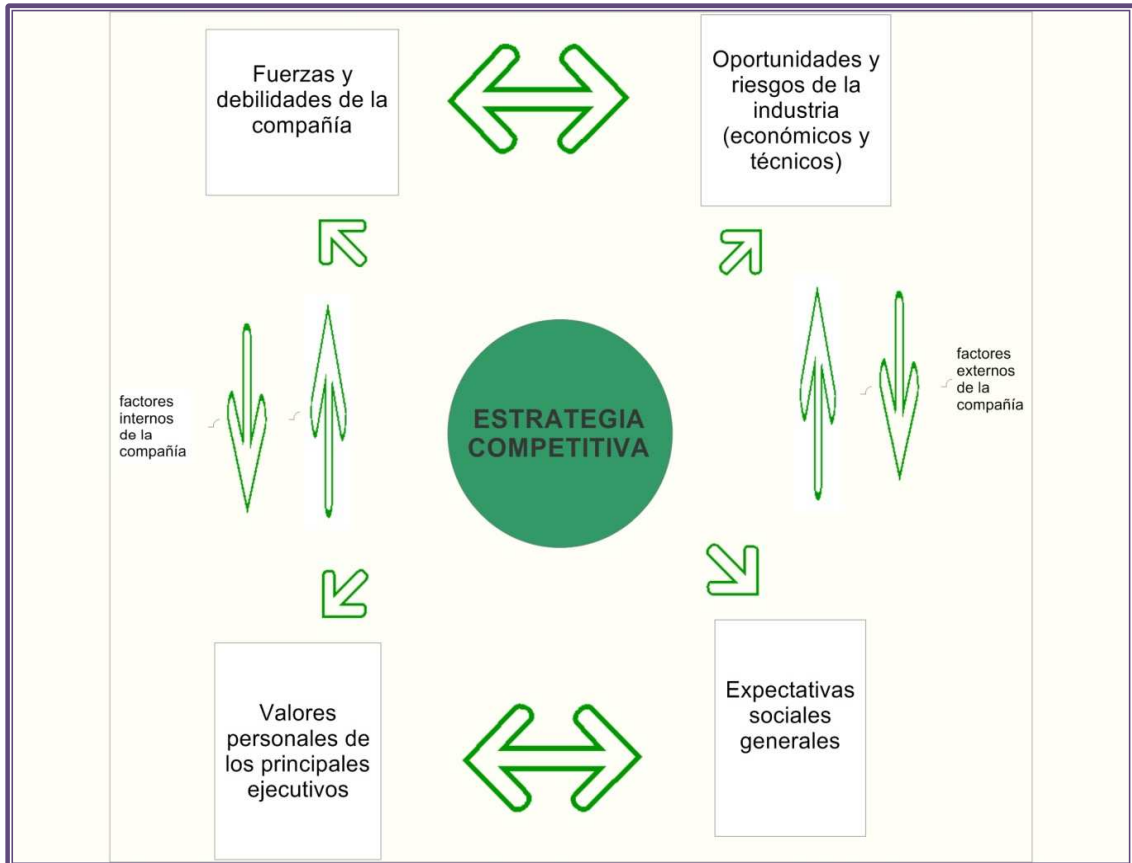 Fuerzas y
debilidades de la
compañía
Oportunidades y
riesgos de la
industria
(económicos y
técnicos)
factores
internos
de la
compañía
ESTRATEGIA
COMPETITIVA
factores
externos
de la
compañía
Valores
personales de
los principales
ejecutivos
Expectativas
sociales
generales